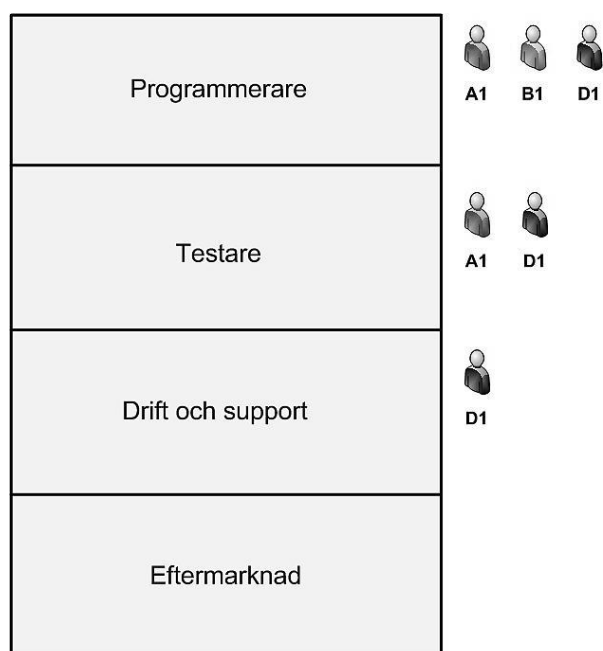 Programmerare
A1 B1 D1
Testare
A1 D1
Drift och support
D1
Eftermarknad